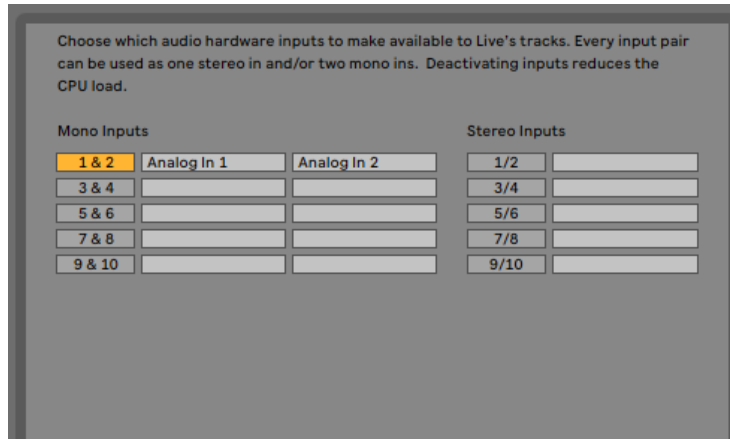 Choose which audio hardware inputs to make available to Live's tracks. Every input pair
can be used as one stereo in and/or two mono ins.  Deactivating inputs reduces the
CPU load.
Mono Inputs Stereo Inputs
1 & 2 Analog In 1 Analog In 2 1/2
3 & 4 3/4
5 & 6 5/6
7 & 8 7/8
9 & 10 9/10